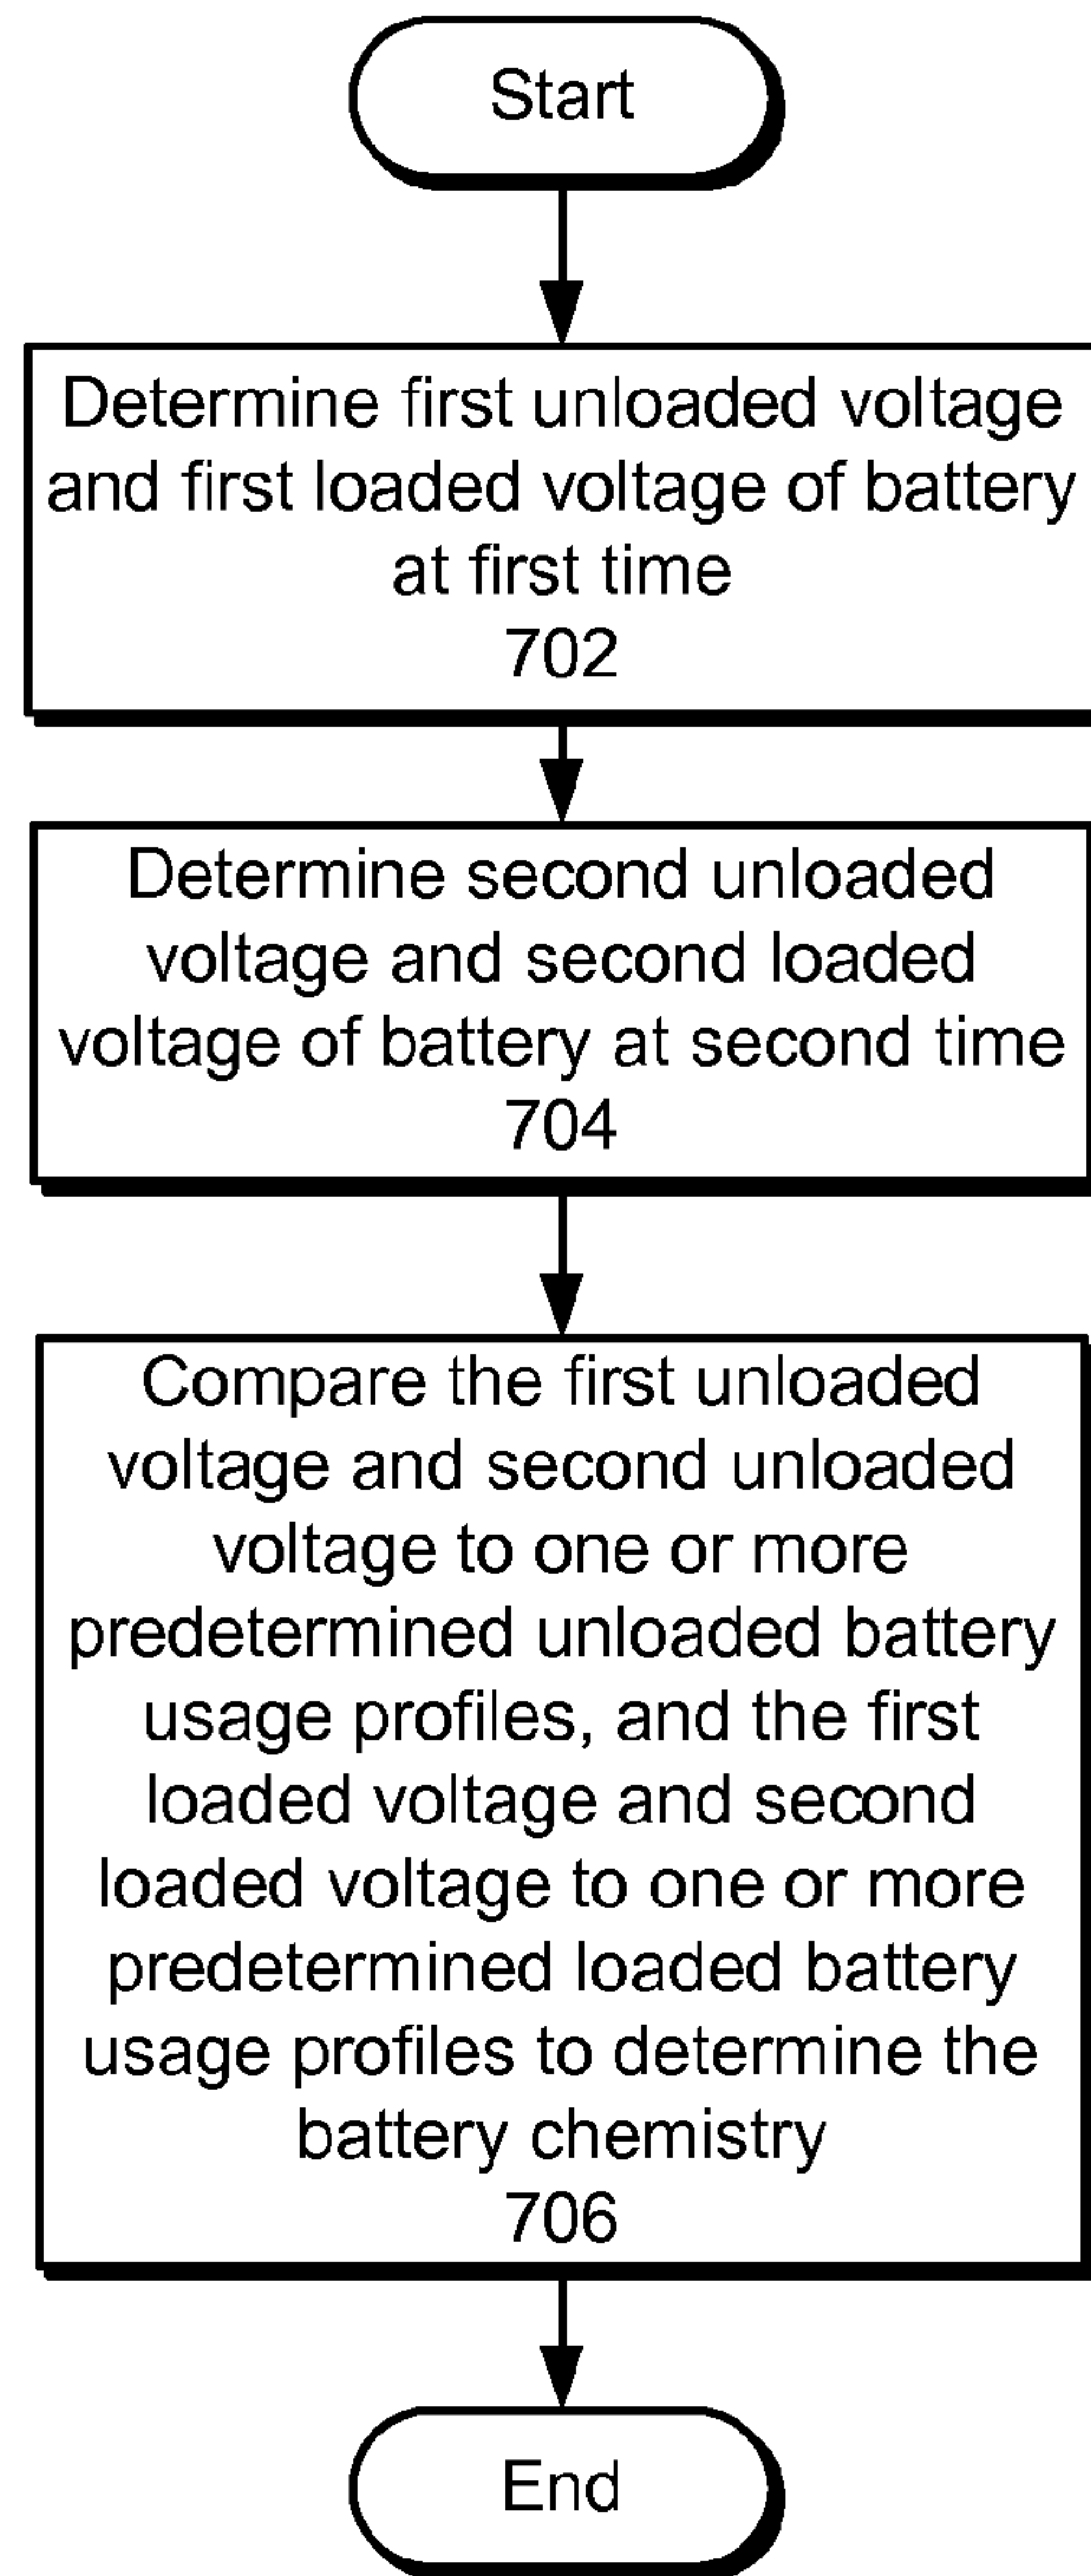 Start
Determine first unloaded voltage
and first loaded voltage of battery
at first time
702
Determine second unloaded
voltage and second loaded
voltage of battery at second time
704
Compare the first unloaded
voltage and second unloaded
voltage to one or more
predetermined unloaded battery
usage profiles, and the first
loaded voltage and second
loaded voltage to one or more
predetermined loaded battery
usage profiles to determine the
battery chemistry
706
End